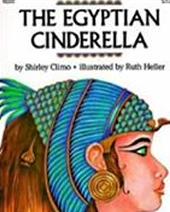 THE EGYPTIAN
CINDERELLA
by Shirley Climo • illustrated by Ruth Heller